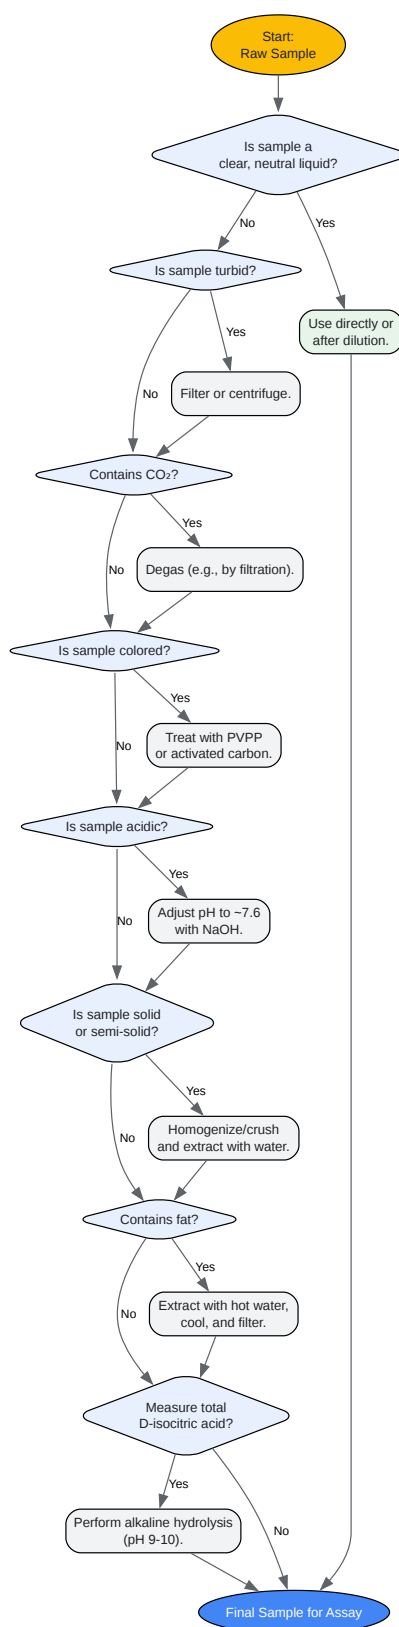 Start:
Raw Sample
Is sample a
clear, neutral liquid?
No
Yes
Is sample turbid?
Use directly or
after dilution.
Yes
No
Filter or centrifuge.
Contains CO₂?
Yes
No
Degas (e.g., by filtration).
Is sample colored?
Yes
No
Treat with PVPP
or activated carbon.
Is sample acidic?
Yes
No
Adjust pH to ~7.6
with NaOH.
Is sample solid
or semi-solid?
Yes
No
Homogenize/crush
and extract with water.
Contains fat?
Yes
No
Extract with hot water,
cool, and filter.
Measure total
D-isocitric acid?
Yes
No
Perform alkaline hydrolysis
(pH 9-10).
Final Sample for Assay